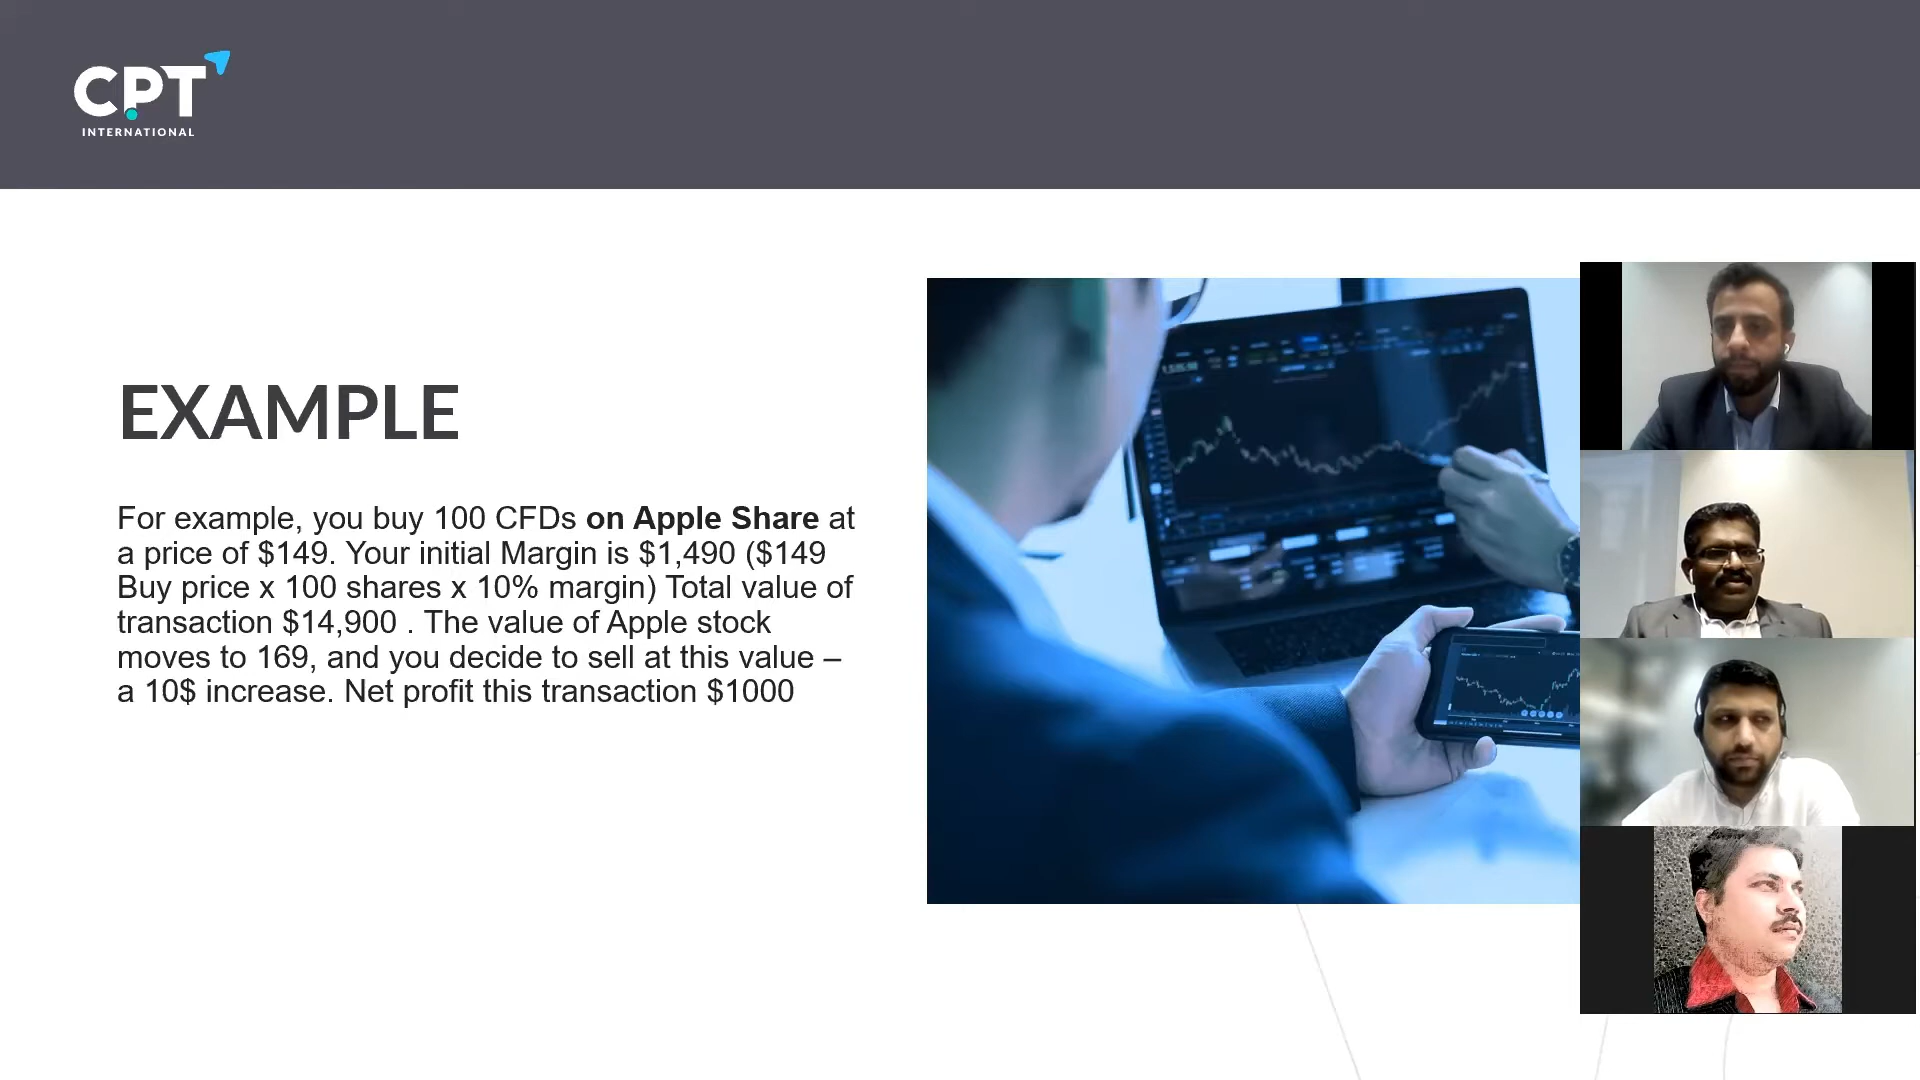 CPT
INTERNATIONAL
EXAMPLE
For example, you buy 100 CFDs on Apple Share at
a price of $149. Your initial Margin is $1,490 ($149
Buy price x 100 shares x 10% margin) Total value of
transaction $14,900 . The value of Apple stock
moves to 169, and you decide to sell at this value –
a 10$ increase. Net profit this transaction $1000